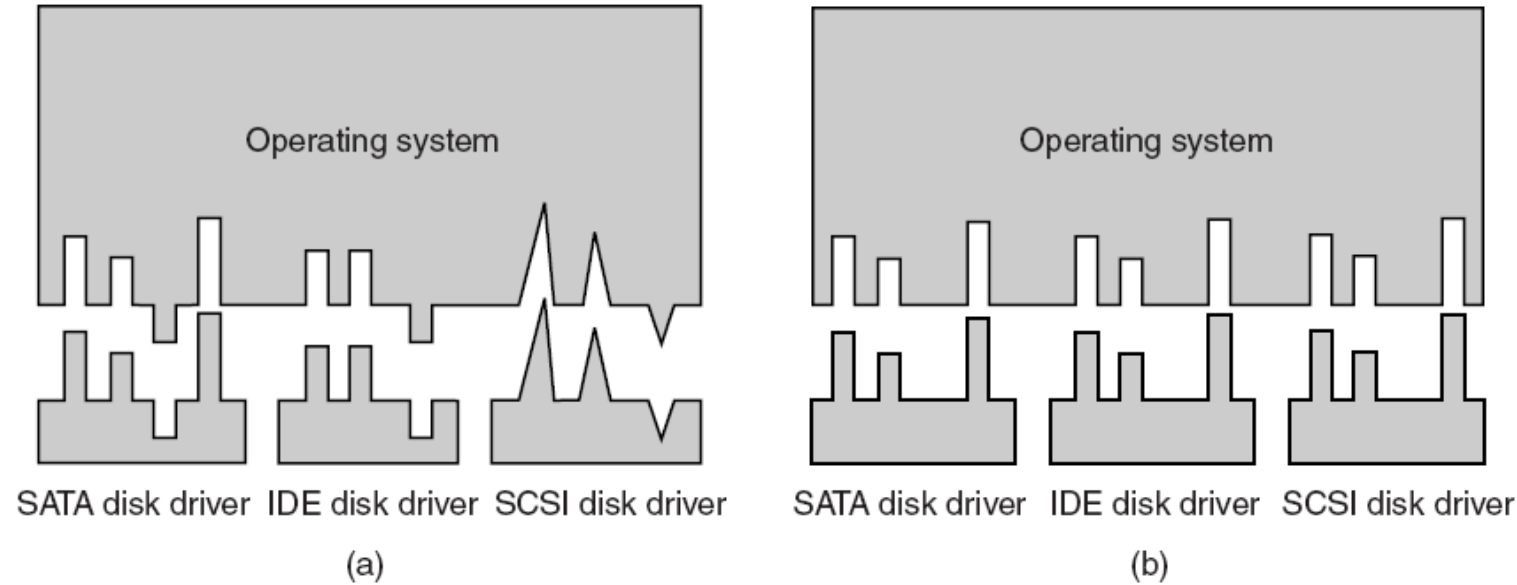 Operating system
Operating system
SATA disk driver IDE disk driver SCSI disk driver
SATA disk driver IDE disk driver SCSI disk driver
(a)
(b)